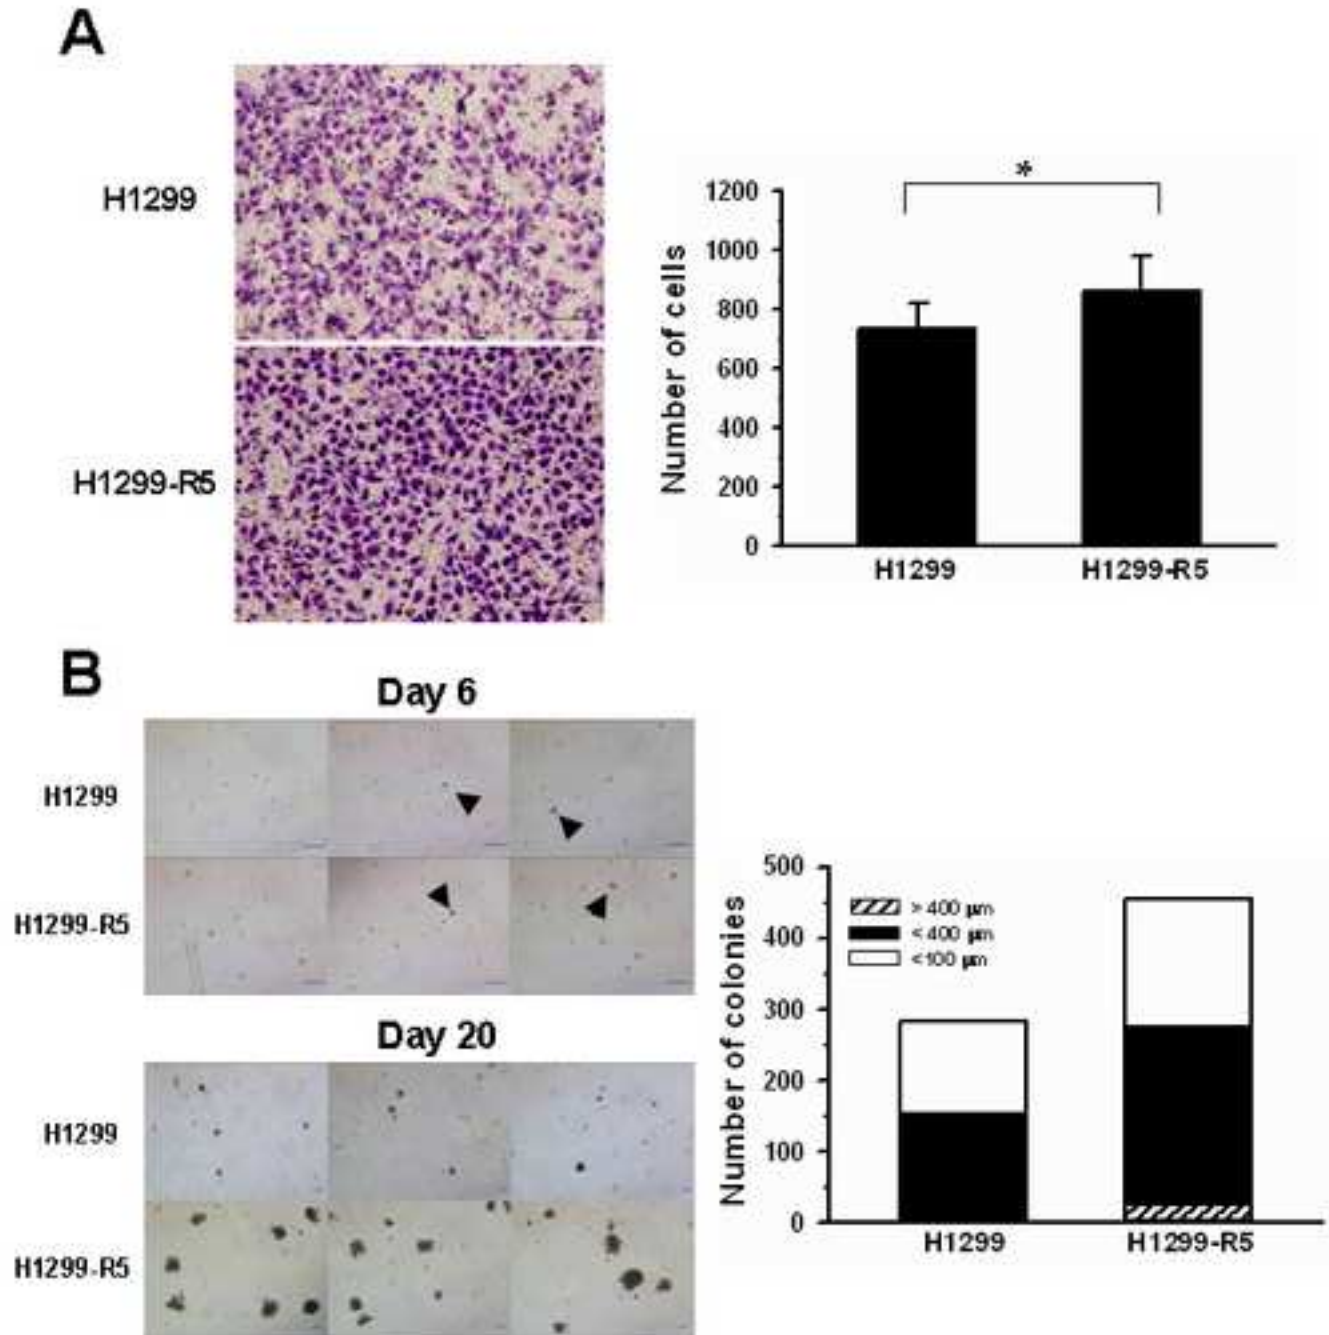 A
H1299
H1299-R5
*
Number of cells
1200
1000
800
600
400
200
0
H1299
H1299-R5
B
Day 6
H1299
H1299-R5
Day 20
H1299
H1299-R5
Number of colonies
500
400
300
200
100
0
> 400 μm
<400 μm
<100 μm
H1299
H1299-R5